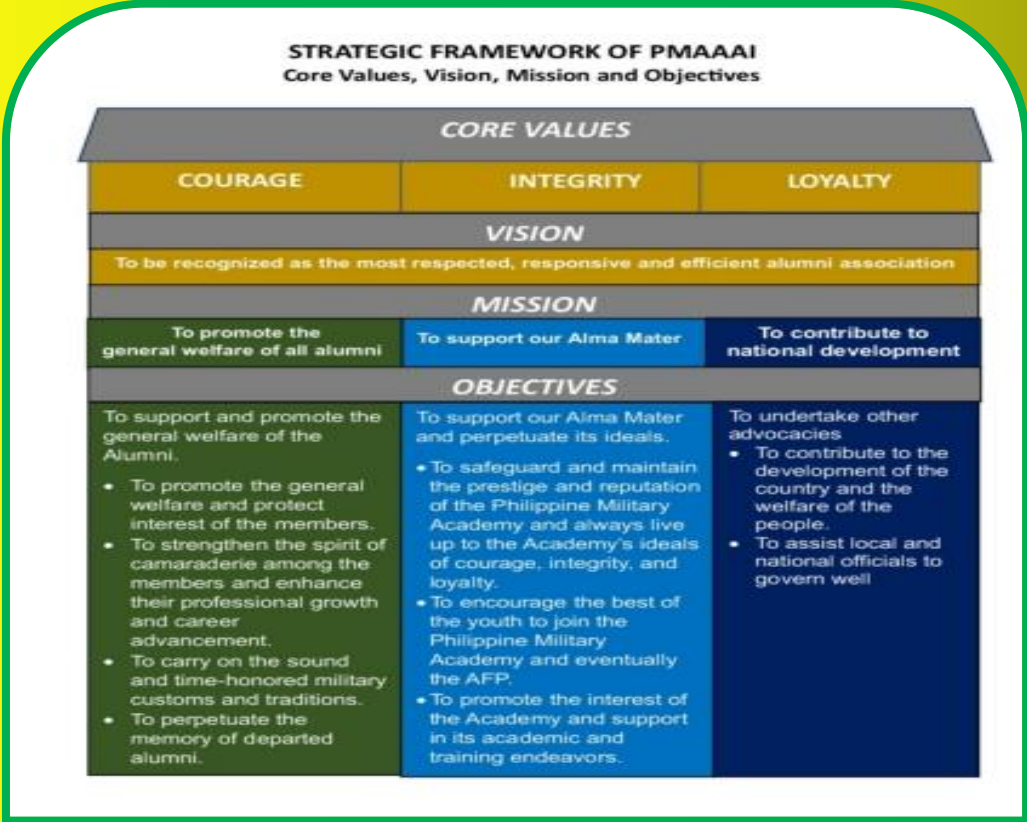 STRATEGIC FRAMEWORK OF PMAAAI
Core Values, Vision, Mission and Objectives
CORE VALUES
COURAGE
INTEGRITY
LOYALTY
VISION
To be recognized as the most respected, responsive and efficient alumni association
MISSION
To promote the
general welfare of all alumni
To support our Alma Mater
To contribute to
national development
OBJECTIVES
To support and promote the
general welfare of the
Alumni.
• To promote the general
welfare and protect
interest of the members.
• To strengthen the spirit of
camaraderie among the
members and enhance
their professional growth
and career
advancement.
• To carry on the sound
and time-honored military
customs and traditions.
• To perpetuate the
memory of departed
alumni.
To support our Alma Mater
and perpetuate its ideals.
• To safeguard and maintain
the prestige and reputation
of the Philippine Military
Academy and always live
up to the Academy's ideals
of courage, integrity, and
loyalty.
• To encourage the best of
the youth to join the
Philippine Military
Academy and eventually
the AFP.
• To promote the interest of
the Academy and support
in its academic and
training endeavors.
To undertake other
advocacies
• To contribute to the
development of the
country and the
welfare of the
people.
• To assist local and
national officials to
govern well